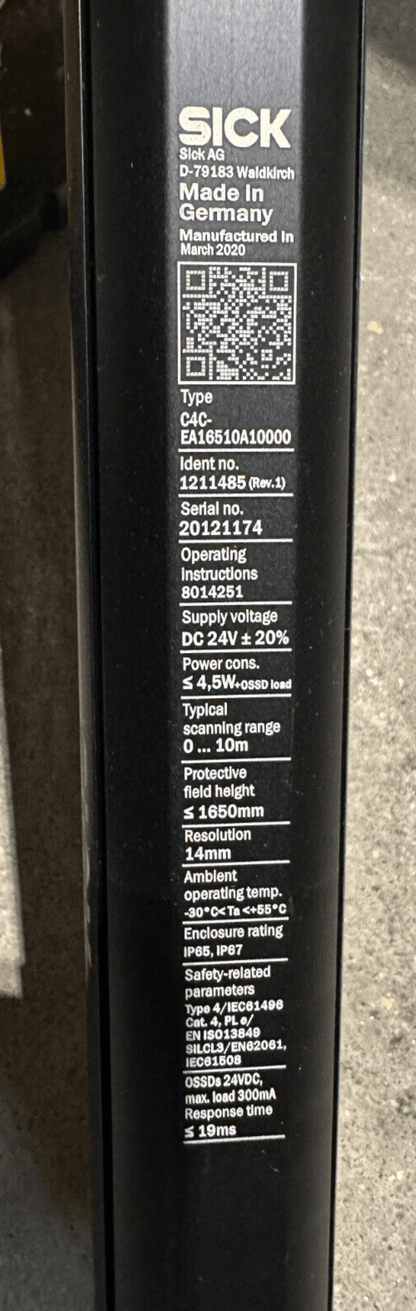 SICK
Sick AG
D-79183 Waldkirch
Made in
Germany
Manufactured in
March 2020
Type
C4C-
EA16510A10000
Ident no.
1211485 (Rev.1)
Serial no.
20121174
Operating
Instructions
8014251
Supply voltage
DC 24V ± 20%
Power cons.
≤ 4,5W+OSSD load
Typical
scanning range
0 ... 10m
Protective
field height
≤ 1650mm
Resolution
14mm
Ambient
operating temp.
-30°C<Ta <+55°C
Enclosure rating
IP65, IP67
Safety-related
parameters
Type 4/IEC61496
Cat. 4, PL e/
EN ISO13849
SILCL3/EN62061,
IEC61508
OSSDs 24VDC,
max. load 300mA
Response time
≤ 19ms